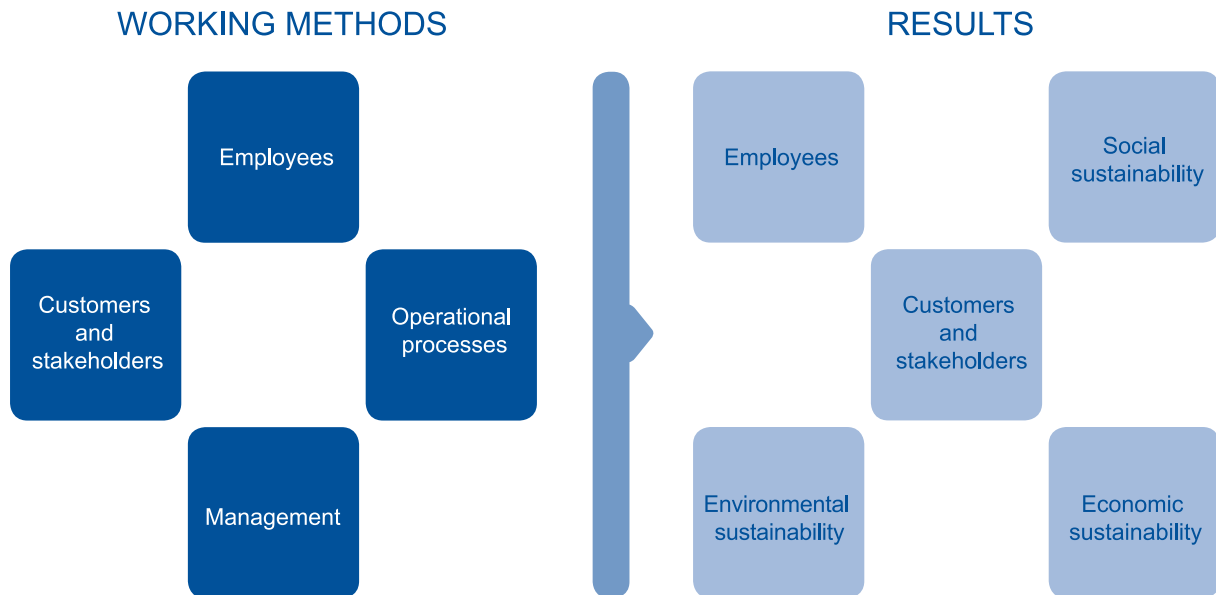 WORKING METHODS
Employees
Customers
and
stakeholders
Operational
processes
Management
RESULTS
Employees
Social
sustainability
Customers
and
stakeholders
Environmental
sustainability
Economic
sustainability